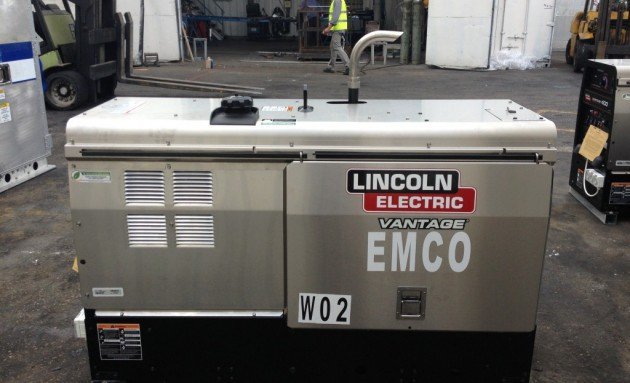 LINCOLN
ELECTRIC
VANTAGE
EMCO
W02